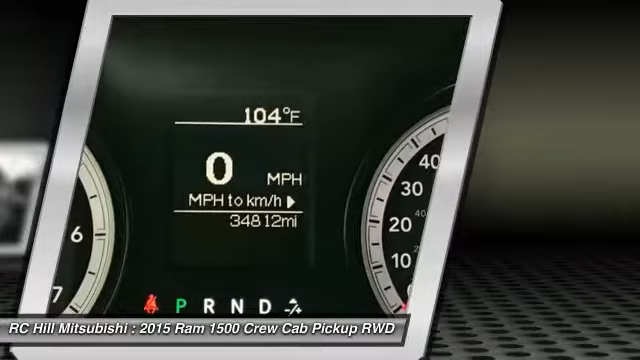 104°F
0 MPH
MPH to km/h
34812mi
6
7
40
40
30
20
10
P R N D
RC Hill Mitsubishi : 2015 Ram 1500 Crew Cab Pickup RWD